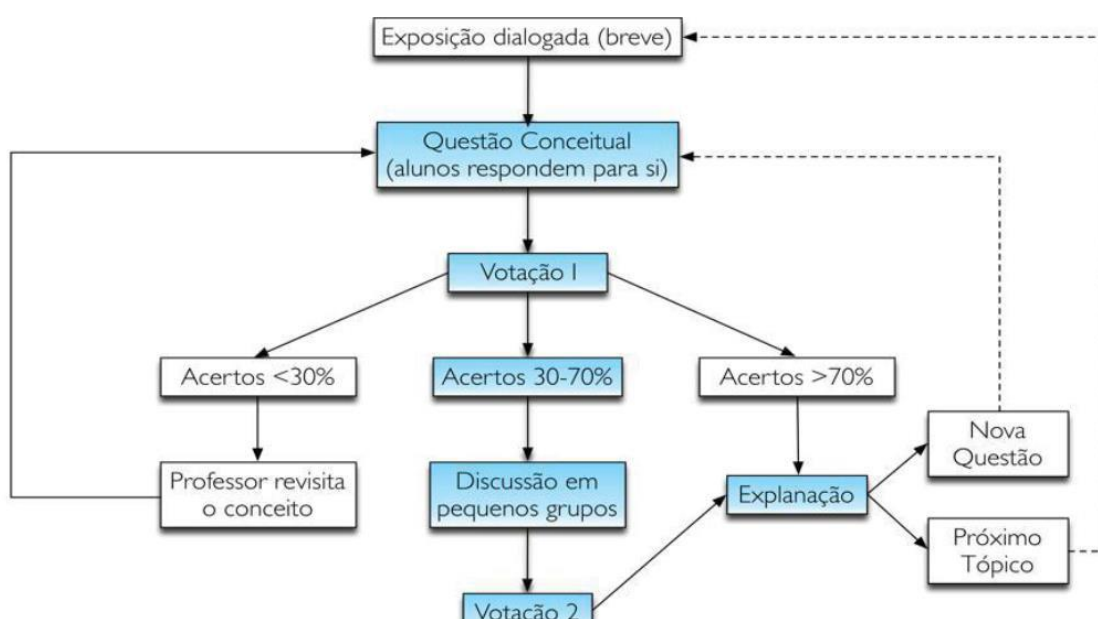 Exposição dialogada (breve)
Questão Conceitual
(alunos respondem para si)
Votação I
Acertos <30%
Acertos 30-70%
Acertos >70%
Professor revisita
o conceito
Discussão em
pequenos grupos
Explanação
Nova
Questão
Próximo
Tópico
Votação 2